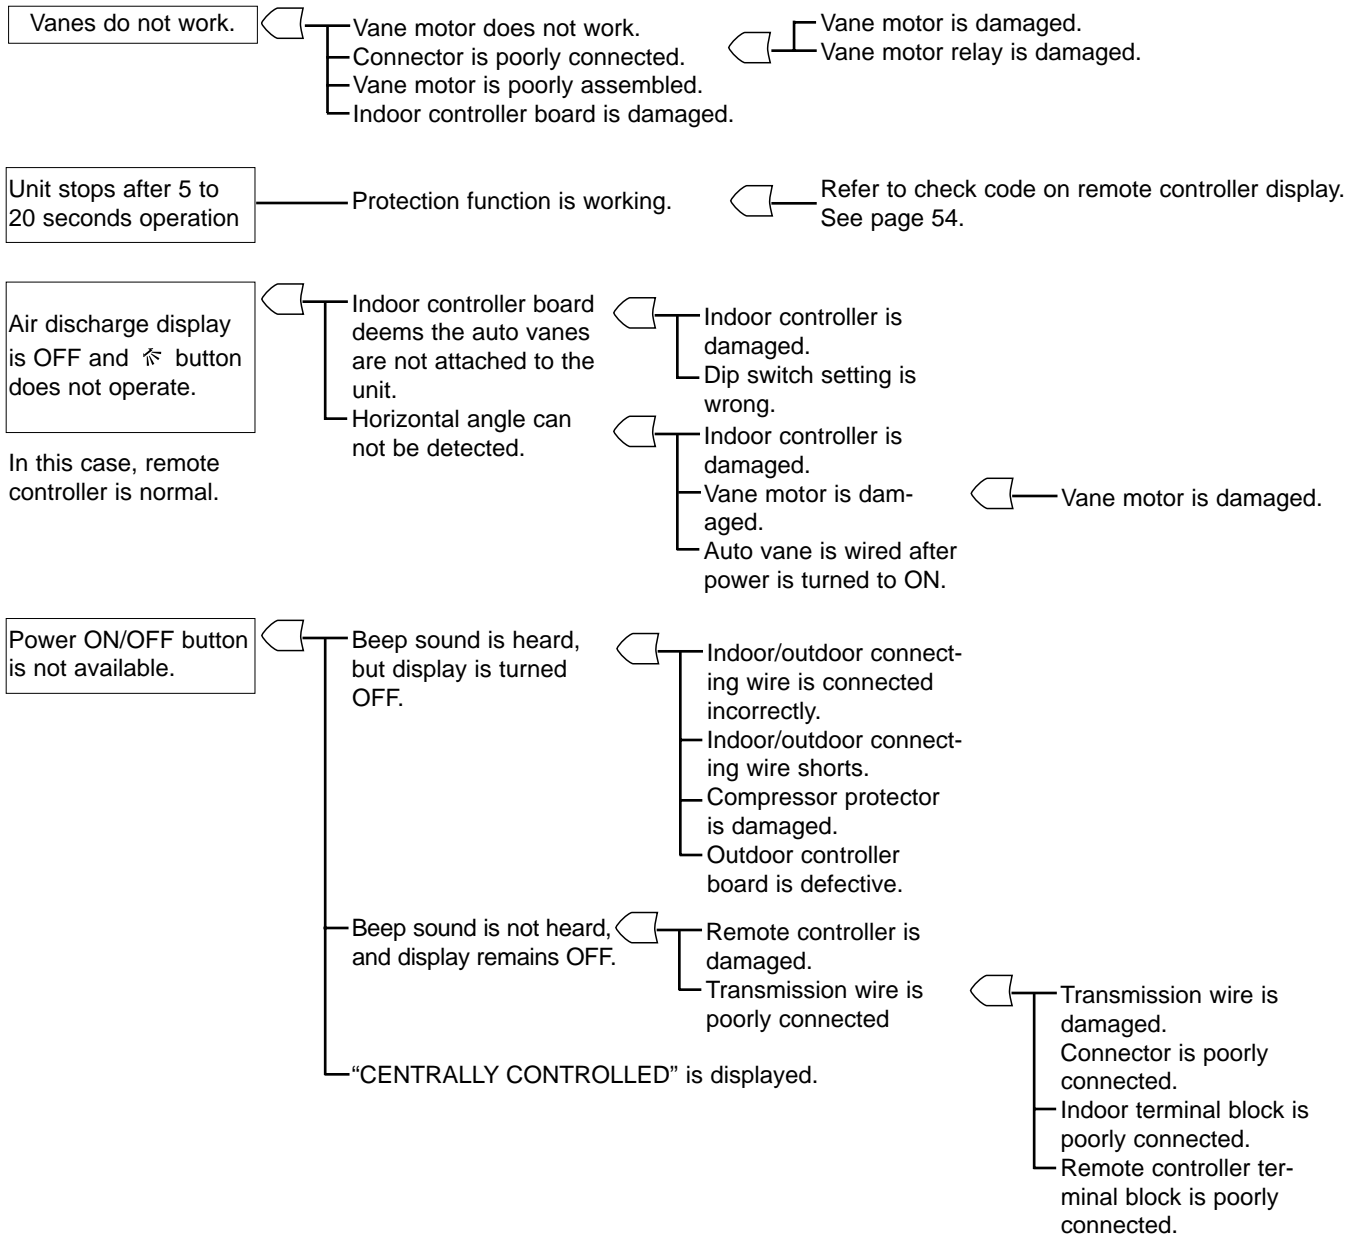 Vanes do not work.
Vane motor does not work.
Connector is poorly connected.
Vane motor is poorly assembled.
Indoor controller board is damaged.
Vane motor is damaged.
Vane motor relay is damaged.
Unit stops after 5 to
20 seconds operation
Protection function is working.
Refer to check code on remote controller display.
See page 54.
Air discharge display
is OFF and button
does not operate.
In this case, remote
controller is normal.
Indoor controller board
deems the auto vanes
are not attached to the
unit.
Horizontal angle can
not be detected.
Indoor controller is
damaged.
Dip switch setting is
wrong.
Indoor controller is
damaged.
Vane motor is dam-
aged.
Auto vane is wired after
power is turned to ON.
Vane motor is damaged.
Power ON/OFF button
is not available.
Beep sound is heard,
but display is turned
OFF.
Indoor/outdoor connect-
ing wire is connected
incorrectly.
Indoor/outdoor connect-
ing wire shorts.
Compressor protector
is damaged.
Outdoor controller
board is defective.
Beep sound is not heard,
and display remains OFF.
Remote controller is
damaged.
Transmission wire is
poorly connected
Transmission wire is
damaged.
Connector is poorly
connected.
Indoor terminal block is
poorly connected.
Remote controller ter-
minal block is poorly
connected.
“CENTRALLY CONTROLLED” is displayed.